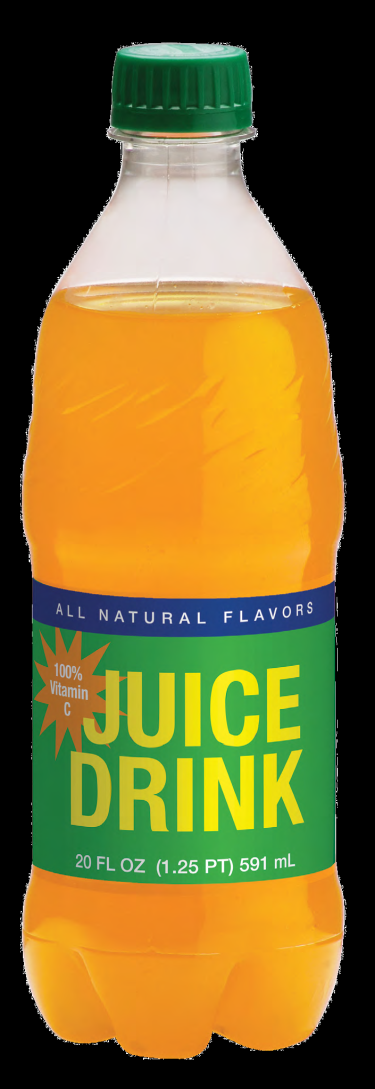 ALL NATURAL FLAVORS
100%
Vitamin
C
JUICE
DRINK
20 FL OZ (1.25 PT) 591 mL